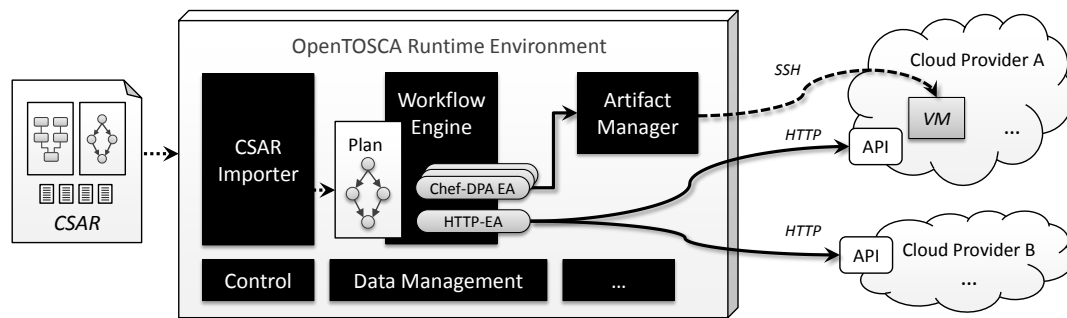 OpenTOSCA Runtime Environment
CSAR
CSAR
Importer
Plan
Workflow
Engine
Chef-DPA EA
HTTP-EA
Artifact
Manager
Control
Data Management
...
SSH
HTTP
HTTP
Cloud Provider A
VM
...
API
API
Cloud Provider B
...